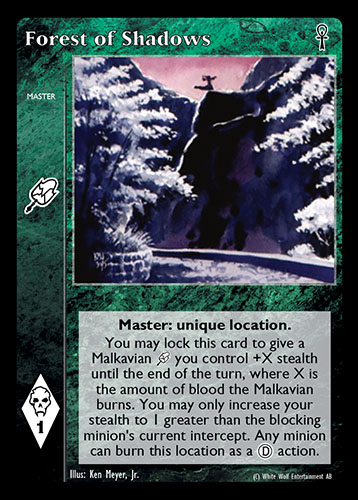 Forest of Shadows
MASTER
Master: unique location.
You may lock this card to give a
Malkavian you control +X stealth
until the end of the turn, where X is
the amount of blood the Malkavian
burns. You may only increase your
stealth to 1 greater than the blocking
minion's current intercept. Any minion
can burn this location as a D action.
1
Illus: Ken Meyer, Jr.
(C) White Wolf Entertainment AB